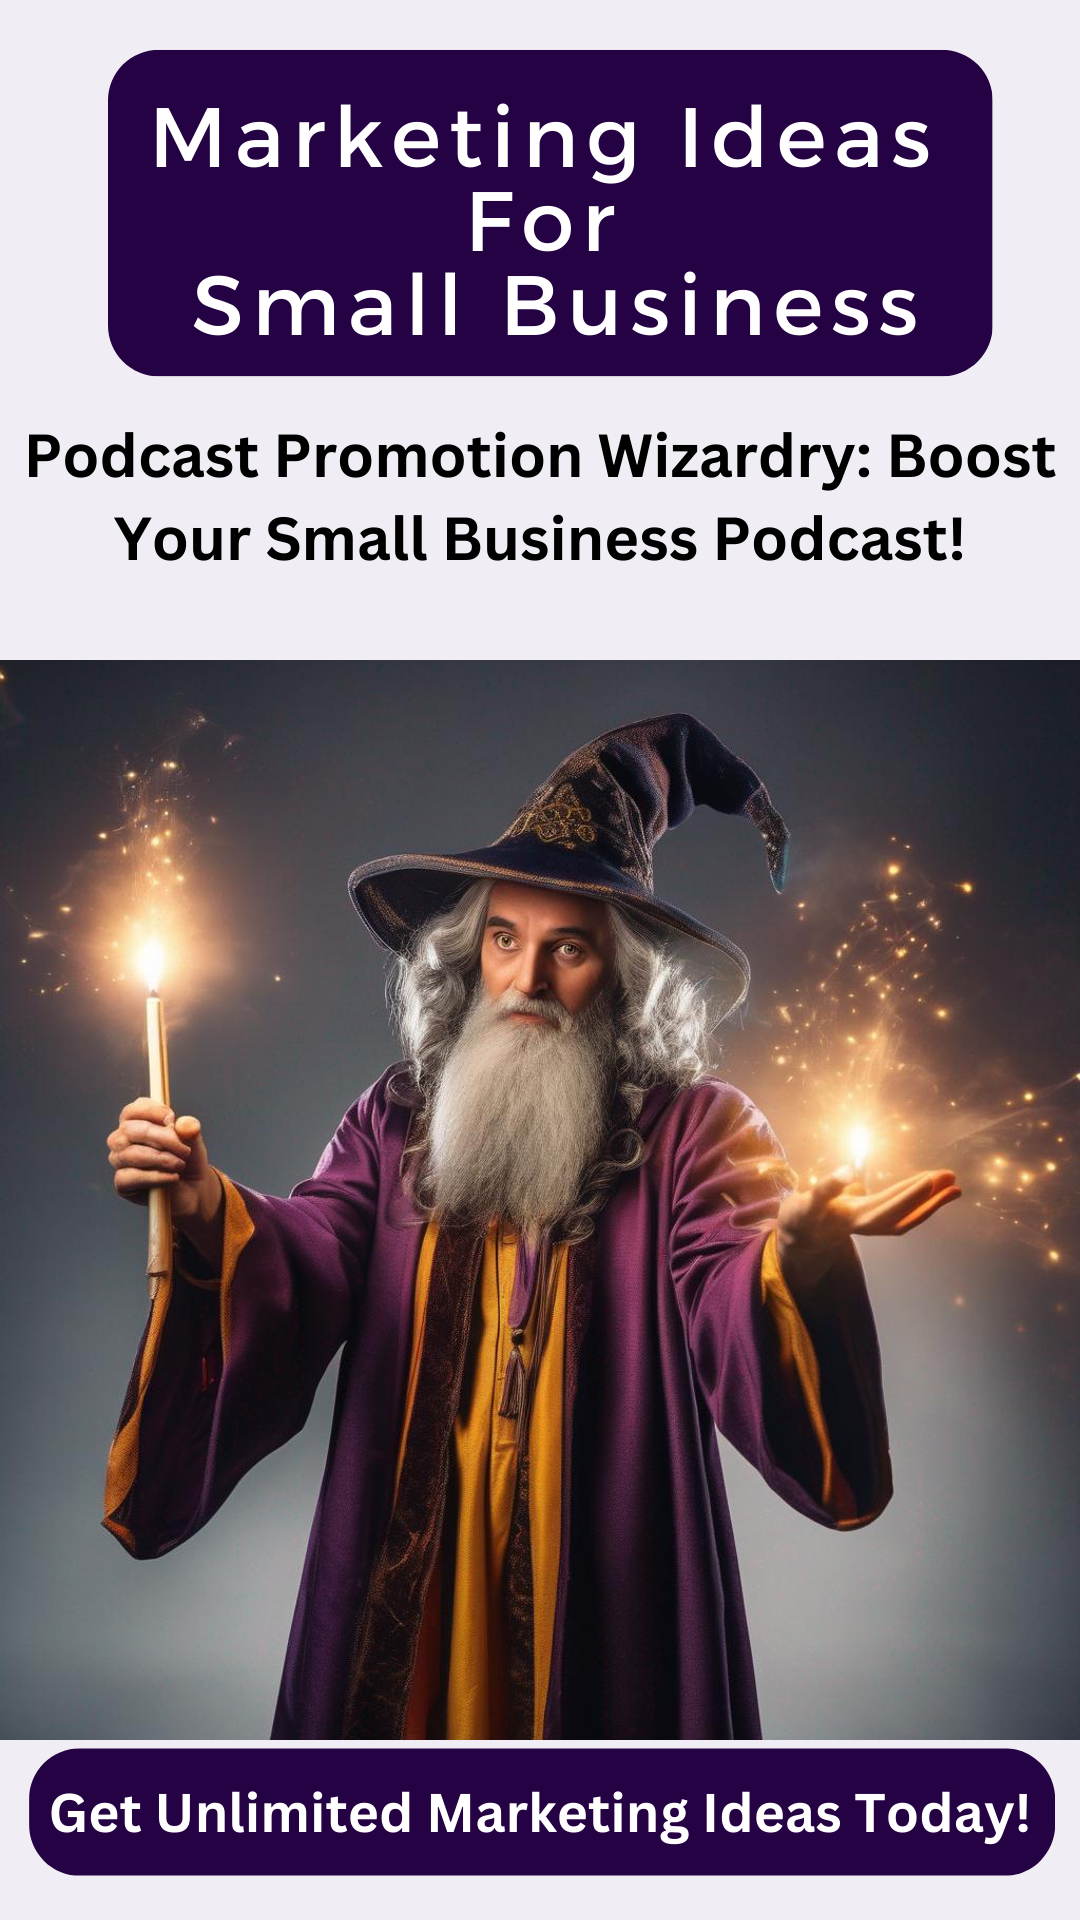 Marketing Ideas
For
Small Business
Podcast Promotion Wizardry: Boost
Your Small Business Podcast!
Get Unlimited Marketing Ideas Today!